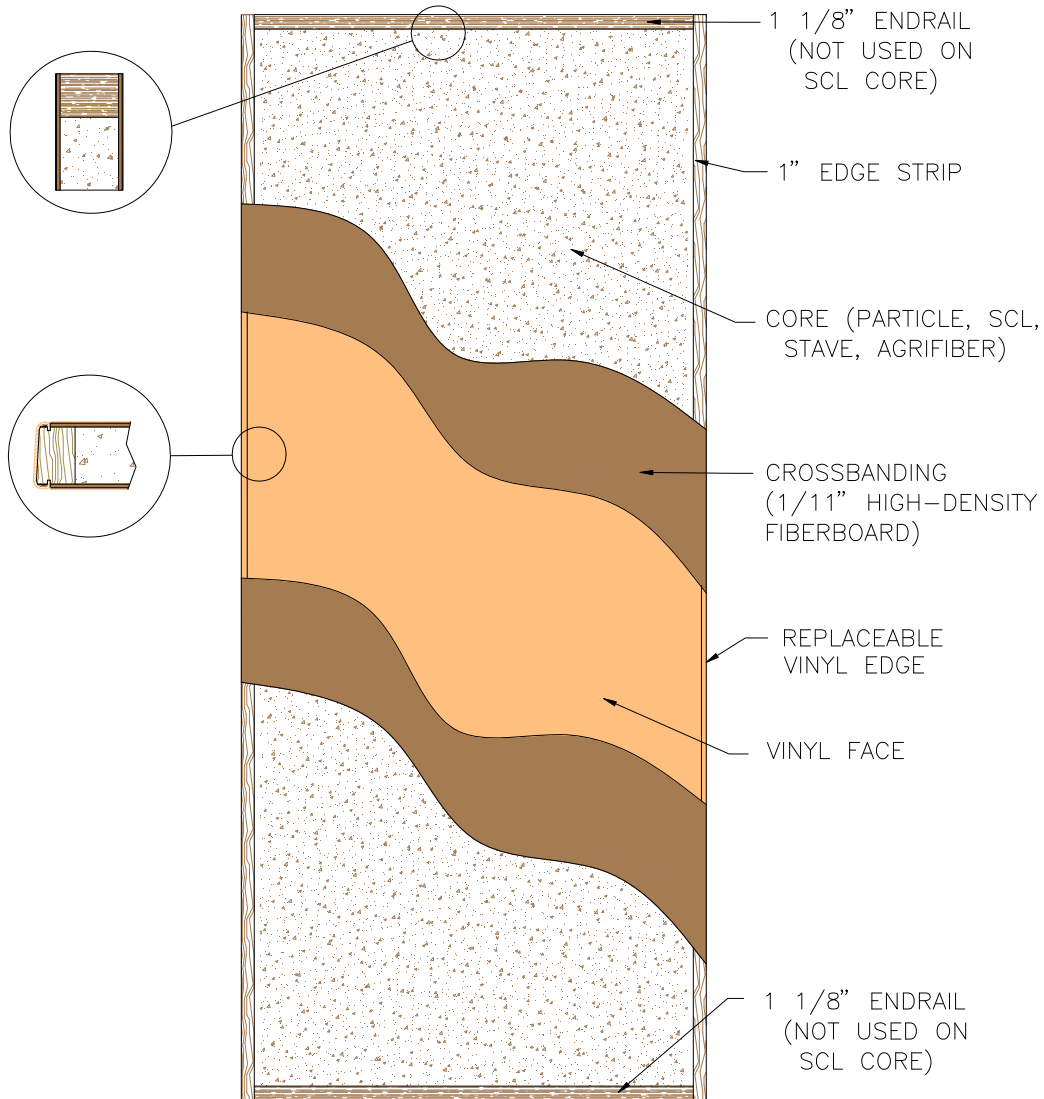 1 1/8” ENDRAIL
(NOT USED ON
SCL CORE)
1” EDGE STRIP
CORE (PARTICLE, SCL,
STAVE, AGRIFIBER)
CROSSBANDING
(1/11” HIGH–DENSITY
FIBERBOARD)
REPLACEABLE
VINYL EDGE
VINYL FACE
1 1/8” ENDRAIL
(NOT USED ON
SCL CORE)